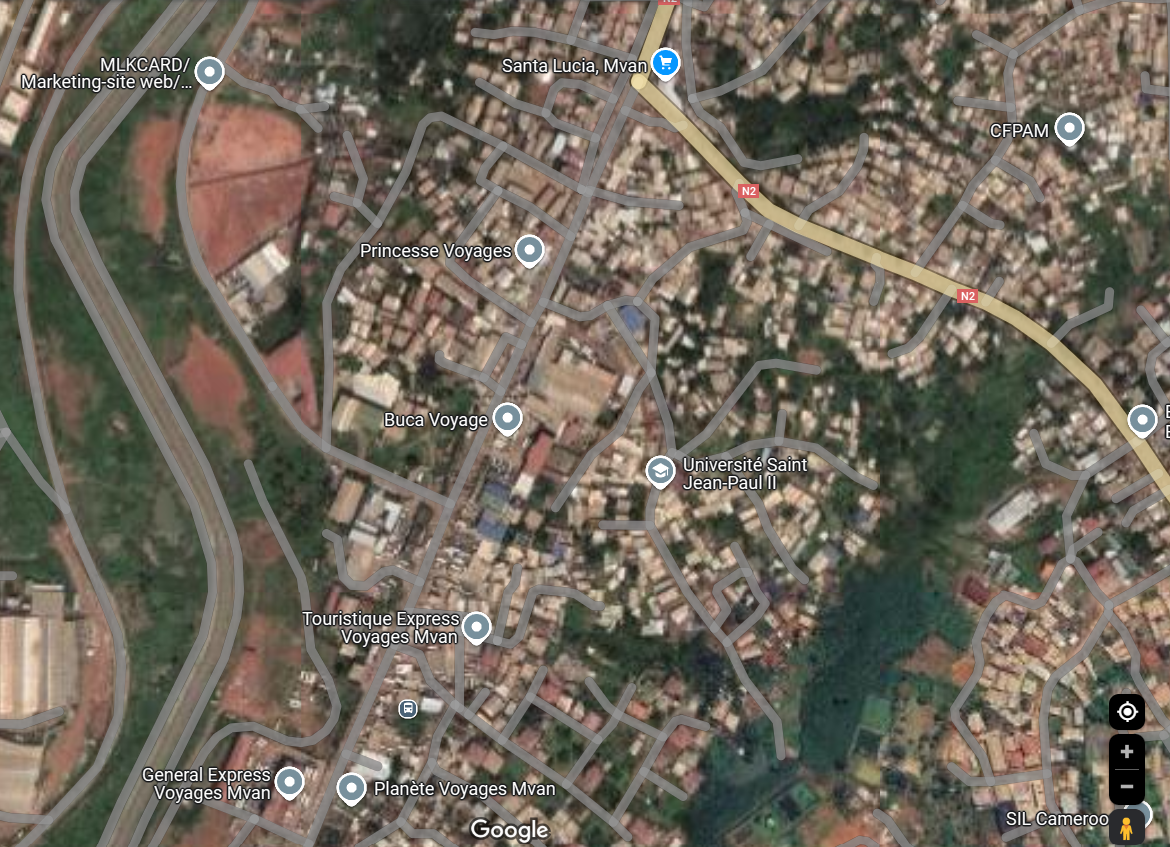 MLKCARD/
Marketing-site web/...
Santa Lucia, Mvan
CFPAM
N2
Princesse Voyages
N2
Buca Voyage
Université Saint
Jean-Paul II
Touristique Express
Voyages Mvan
General Express
Voyages Mvan
Planète Voyages Mvan
SIL Cameroo
Google